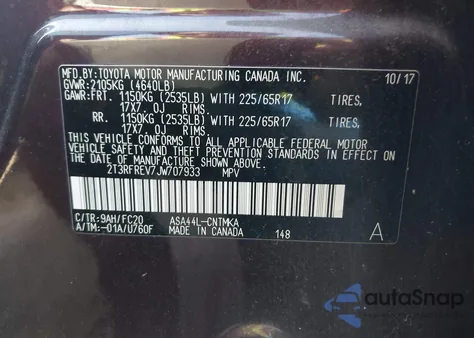 MFD.BY:TOYOTA MOTOR MANUFACTURING CANADA INC. 10/17
GVWR: 2105KG (4640LB)
GAWR:FRT. 1150KG (2535LB) WITH 225/65R17 TIRES,
17X7 OJ RIMS.
RR. 1150KG (2535LB) WITH 225/65R17 TIRES,
17X7 OJ RIMS.
THIS VEHICLE CONFORMS TO ALL APPLICABLE FEDERAL MOTOR
VEHICLE SAFETY AND THEFT PREVENTION STANDARDS IN EFFECT
ON THE DATE OF MANUFACTURE SHOWN ABOVE.
2T3RFREV7JW707933 MPV
C/TR:9AH/FC20 ASA44L-CNTMKA
A/TM:-01A/U760F MADE IN CANADA 148 A
autoSnap